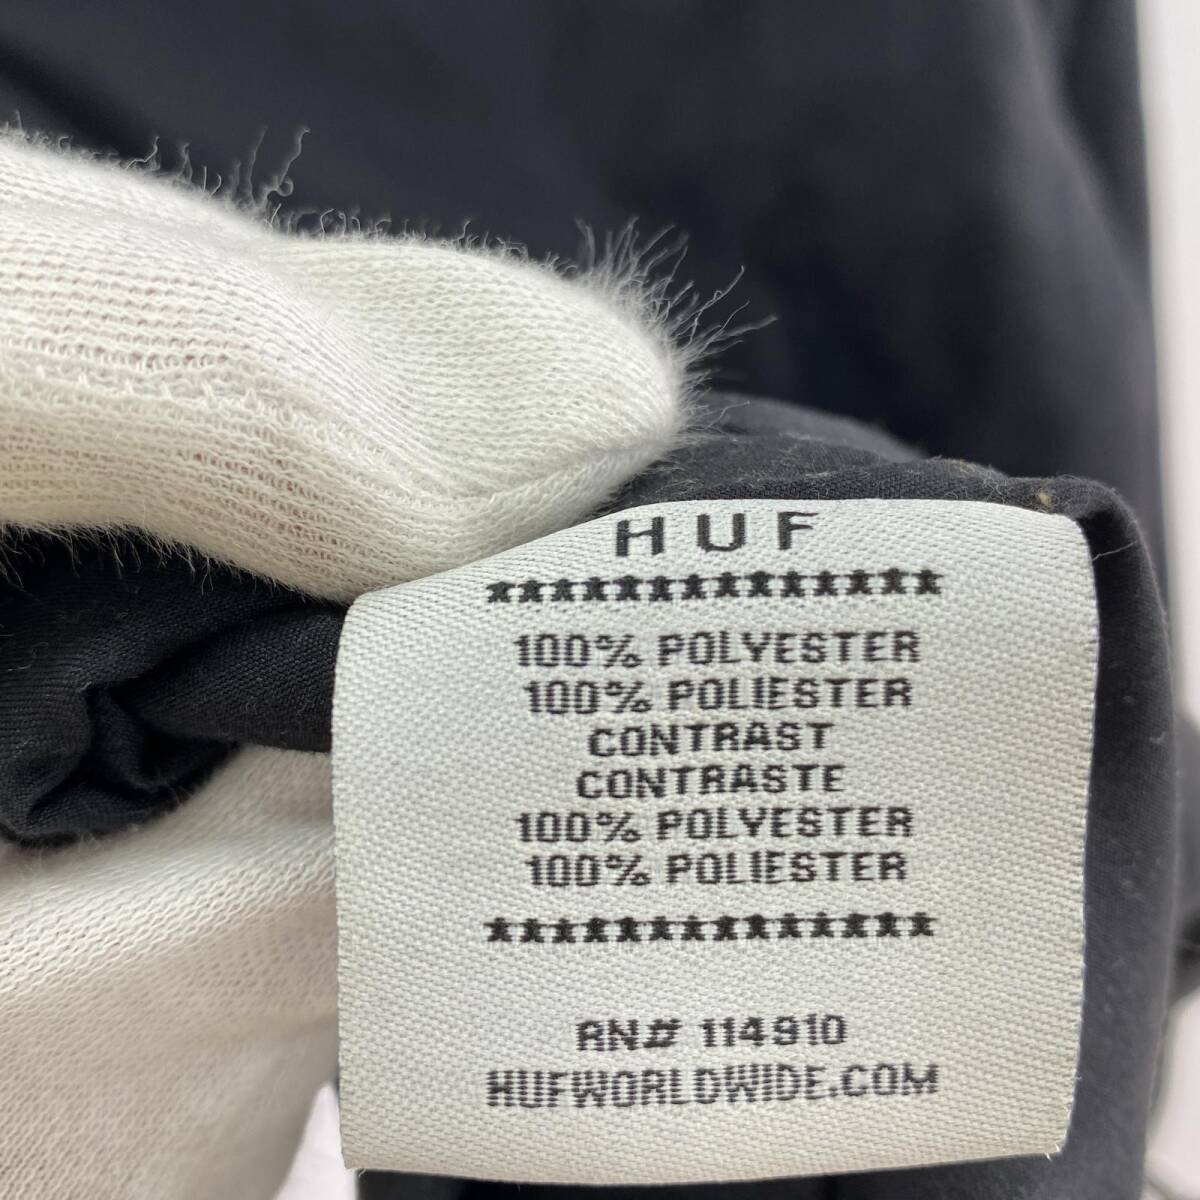 HUF
★★★★★★★★★★★★★★
100% POLYESTER
100% POLIESTER
CONTRAST
CONTRASTE
100% POLYESTER
100% POLIESTER
★★★★★★★★★★★★★★
RN# 114910
HUFWORLDWIDE.COM